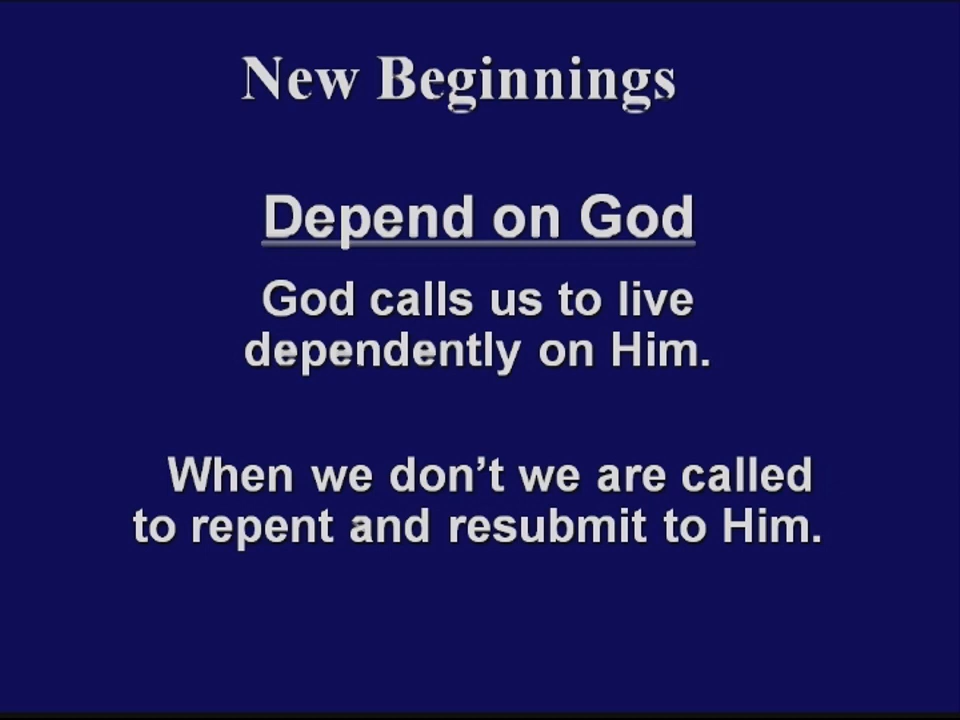 New Beginnings
Depend on God
God calls us to live
dependently on Him.
When we don’t we are called
to repent and resubmit to Him.